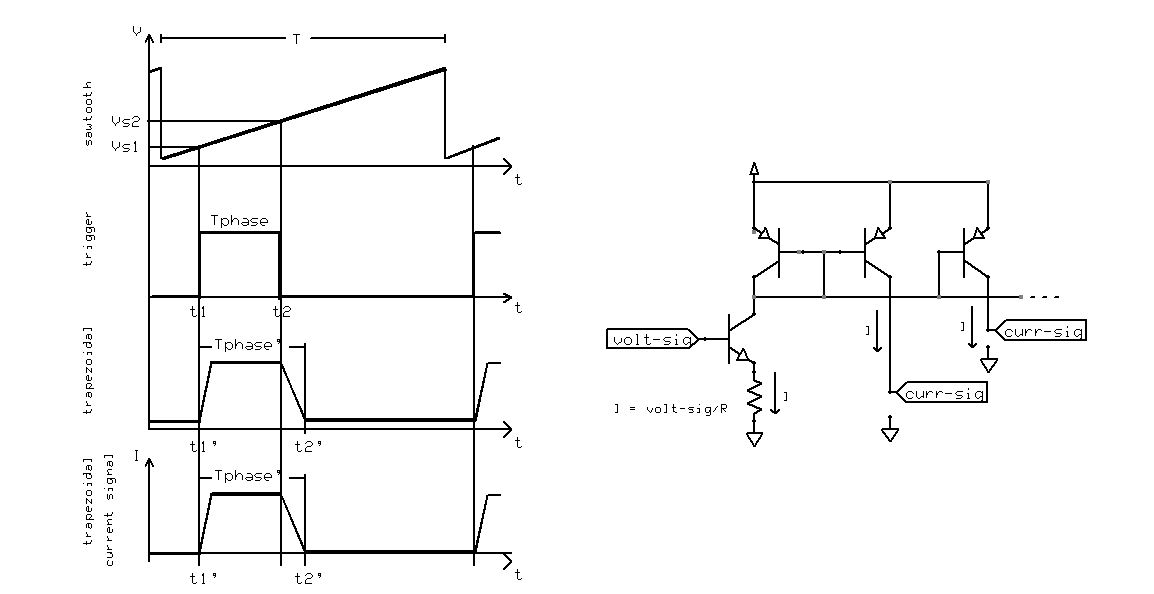 V
T
sawtooth
Vs2
Vs1
t
trigger
Tphase
t1
t2
t
trapezoidal
Tphase'
t1'
t2'
t
I
trapezoidal
current signal
Tphase'
t1'
t2'
t
volt-sig
I
I
curr-sig
I
curr-sig
I = volt-sig/R